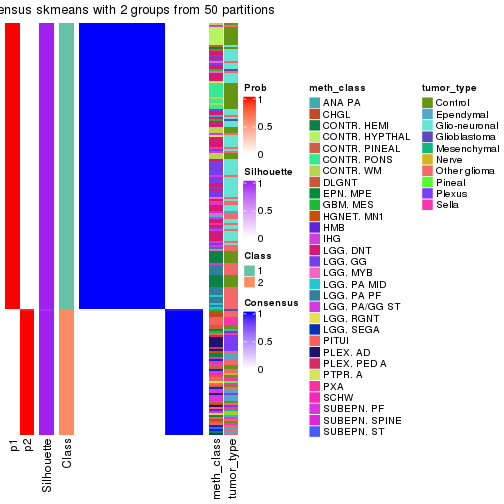 ensus skmeans with 2 groups from 50 partitions
Prob
1
0.5
0
Silhouette
1
0.5
0
Class
1
2
Consensus
1
0.5
0
meth_class
ANA PA
CHGL
CONTR. HEMI
CONTR. HYPTHAL
CONTR. PINEAL
CONTR. PONS
CONTR. WM
DLGNT
EPN. MPE
GBM. MES
HGNET. MN1
HMB
IHG
LGG. DNT
LGG. GG
LGG. MYB
LGG. PA MID
LGG. PA PF
LGG. PA/GG ST
LGG. RGNT
LGG. SEGA
PITUI
PLEX. AD
PLEX. PED A
PTPR. A
PXA
SCHW
SUBEPN. PF
SUBEPN. SPINE
SUBEPN. ST
tumor_type
Control
Ependymal
Glio-neuronal
Glioblastoma
Mesenchymal
Nerve
Other glioma
Pineal
Plexus
Sella
p1
p2
Silhouette
Class
meth_class
tumor_type